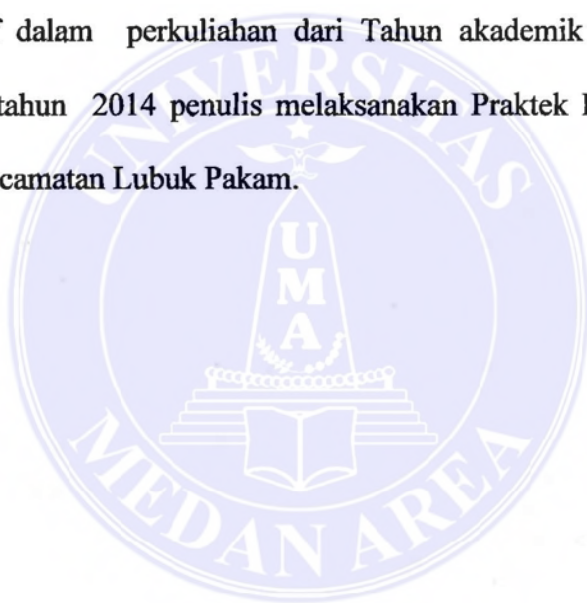 dalam perkuliahan dari Tahun akademik
tahun 2014 penulis melaksanakan Praktek
camatan Lubuk Pakam.
UNIVERSITAS
UMA
MEDAN AREA